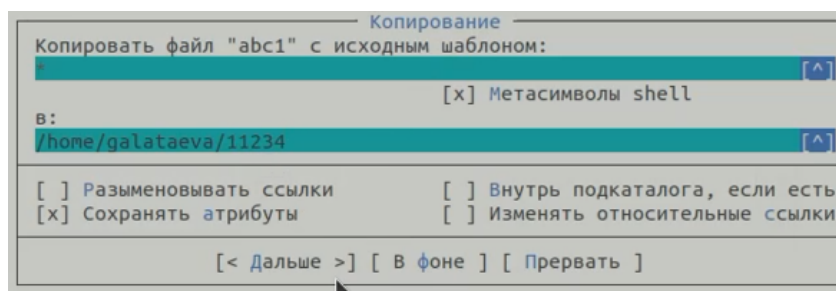 Копирование
Копировать файл "abc1" с исходным шаблоном:
* [^]
[x] Метасимволы shell
в:
/home/galataeva/11234 [^]
[ ] Разыменовывать ссылки [ ] Внутрь подкаталога, если есть
[x] Сохранять атрибуты [ ] Изменять относительные ссылки
[< Дальше >] [ В фоне ] [ Прервать ]